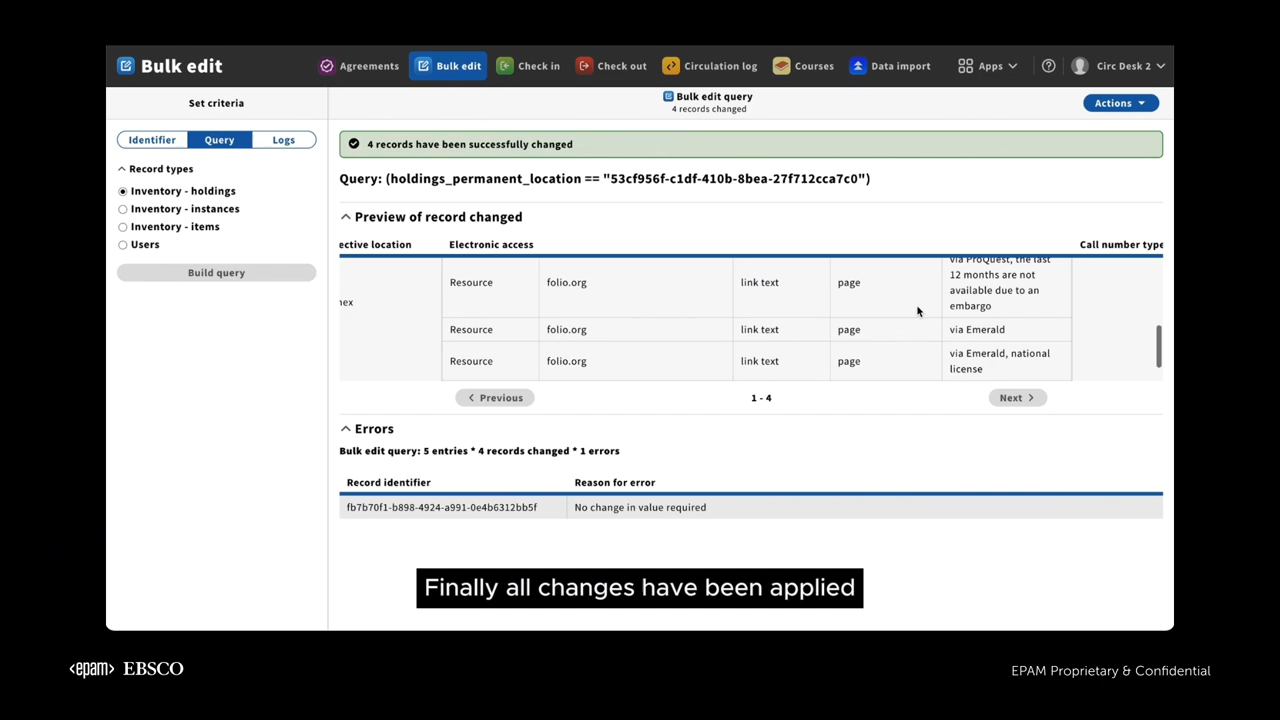 Bulk edit
Agreements
Bulk edit
Check in
Check out
Circulation log
Courses
Data import
Apps
Circ Desk 2
Set criteria
Bulk edit query
4 records changed
Actions
Identifier
Query
Logs
Record types
Inventory - holdings
Inventory - instances
Inventory - items
Users
Build query
4 records have been successfully changed
Query: (holdings_permanent_location == "53cf956f-c1df-410b-8bea-27f712cca7c0")
Preview of record changed
ective location
Electronic access
Call number type
nex
Resource
folio.org
link text
page
via ProQuest, the last
12 months are not
available due to an
embargo
Resource
folio.org
link text
page
via Emerald
Resource
folio.org
link text
page
via Emerald, national
license
Previous
1 - 4
Next
Errors
Bulk edit query: 5 entries * 4 records changed * 1 errors
Record identifier
Reason for error
fb7b70f1-b898-4924-a991-0e4b6312bb5f
No change in value required
Finally all changes have been applied
<epam> EBSCO
EPAM Proprietary & Confidential